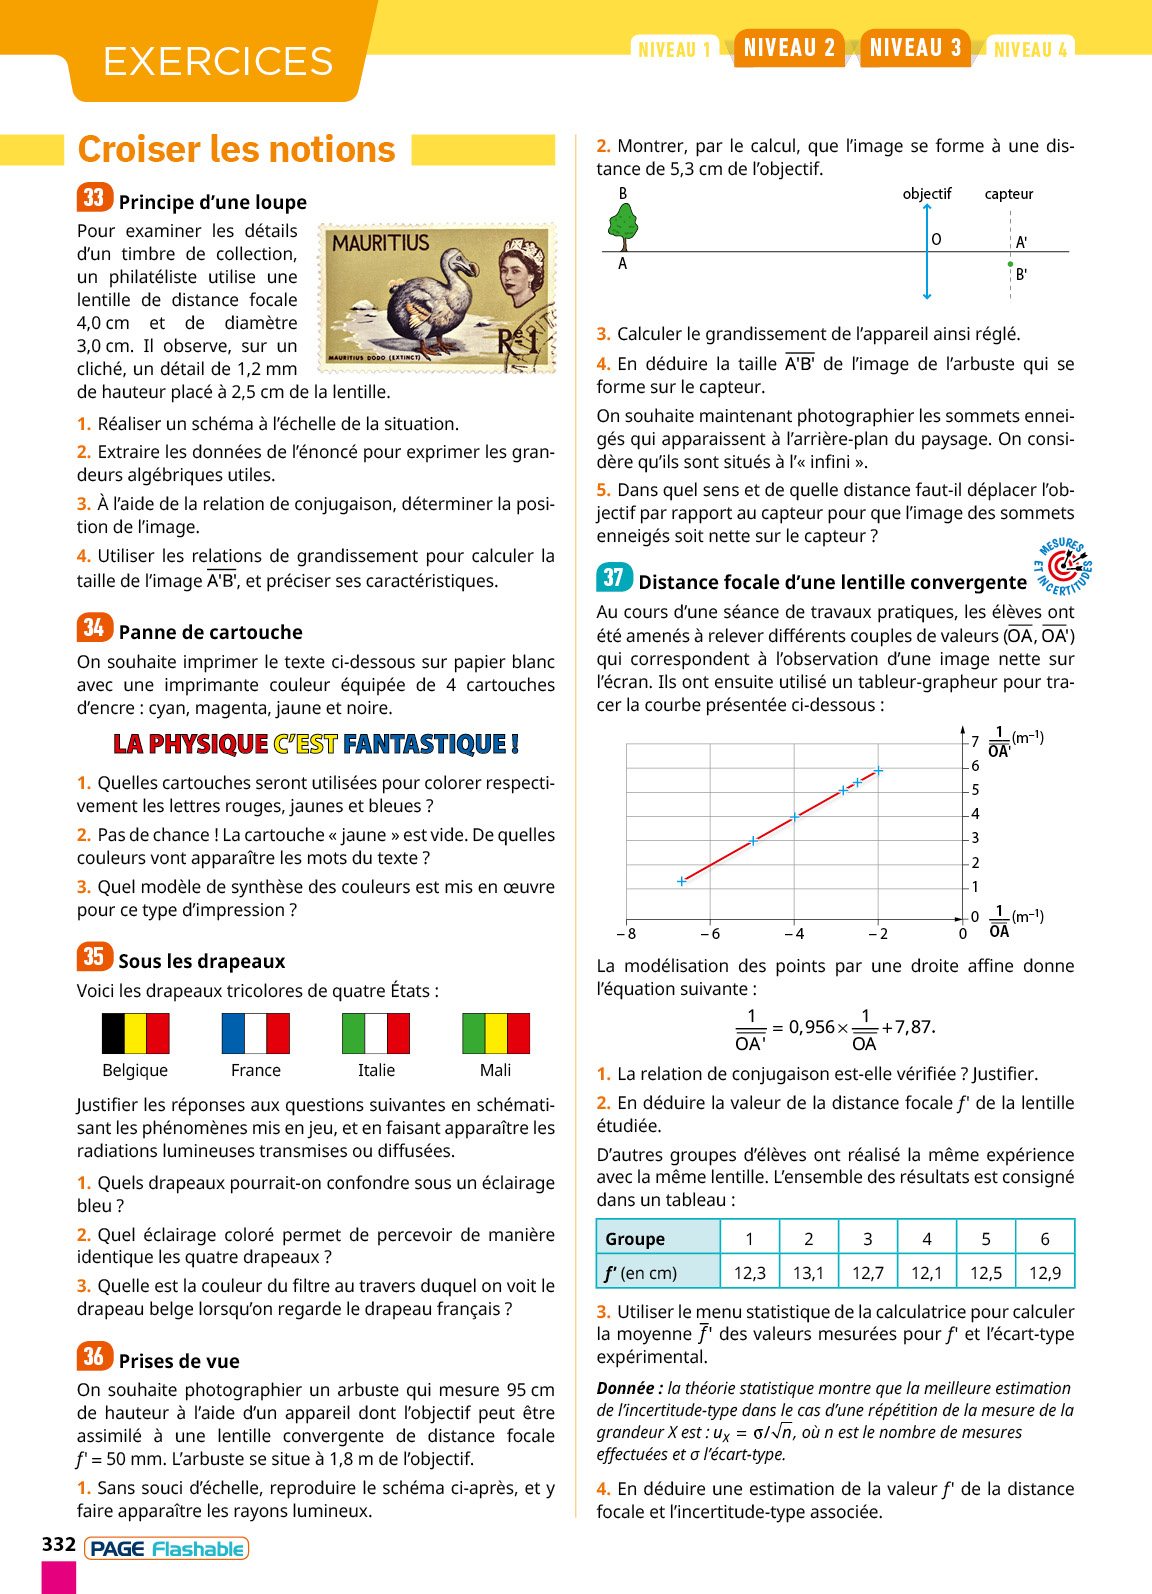 EXERCICES
NIVEAU 1
NIVEAU 2
NIVEAU 3
NIVEAU 4
Croiser les notions
33 Principe d’une loupe
Pour examiner les détails
d’un timbre de collection,
un philatéliste utilise une
lentille de distance focale
4,0 cm et de diamètre
3,0 cm. Il observe, sur un
cliché, un détail de 1,2 mm
de hauteur placé à 2,5 cm de la lentille.
MAURITIUS
MAURITIUS DODO (EXTINCT)
Re 1
1. Réaliser un schéma à l’échelle de la situation.
2. Extraire les données de l’énoncé pour exprimer les gran-
deurs algébriques utiles.
3. À l’aide de la relation de conjugaison, déterminer la posi-
tion de l’image.
4. Utiliser les relations de grandissement pour calculer la
taille de l’image A'B', et préciser ses caractéristiques.
34 Panne de cartouche
On souhaite imprimer le texte ci-dessous sur papier blanc
avec une imprimante couleur équipée de 4 cartouches
d’encre : cyan, magenta, jaune et noire.
LA PHYSIQUE C’EST FANTASTIQUE !
1. Quelles cartouches seront utilisées pour colorer respecti-
vement les lettres rouges, jaunes et bleues ?
2. Pas de chance ! La cartouche « jaune » est vide. De quelles
couleurs vont apparaître les mots du texte ?
3. Quel modèle de synthèse des couleurs est mis en œuvre
pour ce type d’impression ?
35 Sous les drapeaux
Voici les drapeaux tricolores de quatre États :
Belgique France Italie Mali
Justifier les réponses aux questions suivantes en schémati-
sant les phénomènes mis en jeu, et en faisant apparaître les
radiations lumineuses transmises ou diffusées.
1. Quels drapeaux pourrait-on confondre sous un éclairage
bleu ?
2. Quel éclairage coloré permet de percevoir de manière
identique les quatre drapeaux ?
3. Quelle est la couleur du filtre au travers duquel on voit le
drapeau belge lorsqu’on regarde le drapeau français ?
36 Prises de vue
On souhaite photographier un arbuste qui mesure 95 cm
de hauteur à l’aide d’un appareil dont l’objectif peut être
assimilé à une lentille convergente de distance focale
f' = 50 mm. L’arbuste se situe à 1,8 m de l’objectif.
1. Sans souci d’échelle, reproduire le schéma ci-après, et y
faire apparaître les rayons lumineux.
2. Montrer, par le calcul, que l’image se forme à une dis-
tance de 5,3 cm de l’objectif.
B objectif capteur
O A'
A B'
3. Calculer le grandissement de l’appareil ainsi réglé.
4. En déduire la taille A'B' de l’image de l’arbuste qui se
forme sur le capteur.
On souhaite maintenant photographier les sommets ennei-
gés qui apparaissent à l’arrière-plan du paysage. On consi-
dère qu’ils sont situés à l’« infini ».
5. Dans quel sens et de quelle distance faut-il déplacer l’ob-
jectif par rapport au capteur pour que l’image des sommets
enneigés soit nette sur le capteur ?
MESURES ET INCERTITUDES
37 Distance focale d’une lentille convergente
Au cours d’une séance de travaux pratiques, les élèves ont
été amenés à relever différents couples de valeurs (OA, OA')
qui correspondent à l’observation d’une image nette sur
l’écran. Ils ont ensuite utilisé un tableur-grapheur pour tra-
cer la courbe présentée ci-dessous :
7 1/OA' (m–1)
6
5
4
3
2
1
0 1/OA (m–1)
– 8 – 6 – 4 – 2 0
La modélisation des points par une droite affine donne
l’équation suivante :
1/OA' = 0,956 × 1/OA + 7,87.
1. La relation de conjugaison est-elle vérifiée ? Justifier.
2. En déduire la valeur de la distance focale f' de la lentille
étudiée.
D’autres groupes d’élèves ont réalisé la même expérience
avec la même lentille. L’ensemble des résultats est consigné
dans un tableau :
Groupe 1 2 3 4 5 6
f' (en cm) 12,3 13,1 12,7 12,1 12,5 12,9
3. Utiliser le menu statistique de la calculatrice pour calculer
la moyenne f̄' des valeurs mesurées pour f' et l’écart-type
expérimental.
Donnée : la théorie statistique montre que la meilleure estimation
de l’incertitude-type dans le cas d’une répétition de la mesure de la
grandeur X est : uX = σ/√n, où n est le nombre de mesures
effectuées et σ l’écart-type.
4. En déduire une estimation de la valeur f' de la distance
focale et l’incertitude-type associée.
332 PAGE Flashable